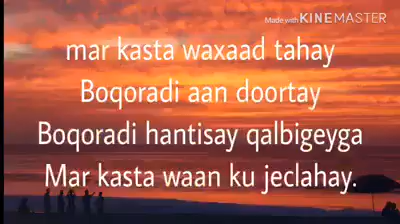 Made with KINEMASTER
mar kasta waxaad tahay
Boqoradi aan doortay
Boqoradi hantisay qalbigeyga
Mar kasta waan ku jeclahay.